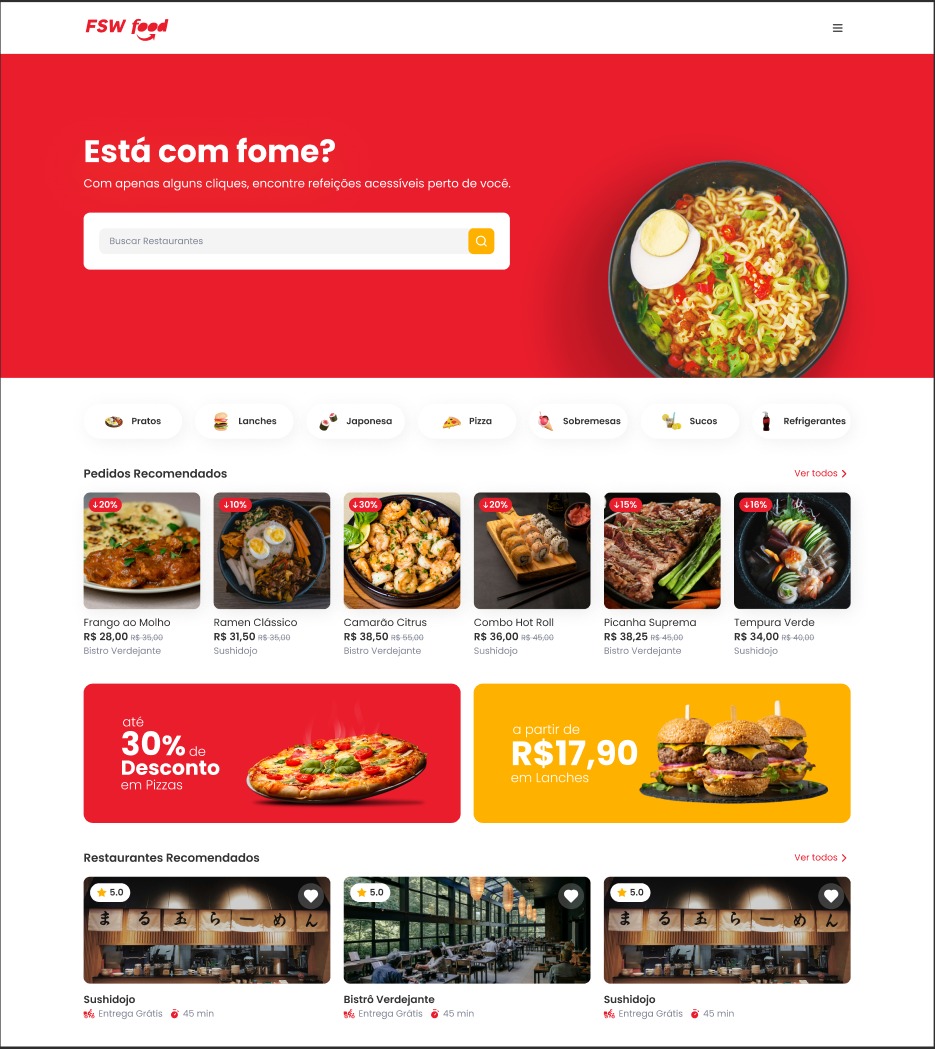 FSW food
Está com fome?
Com apenas alguns cliques, encontre refeições acessíveis perto de você.
Buscar Restaurantes
Pratos
Lanches
Japonesa
Pizza
Sobremesas
Sucos
Refrigerantes
Pedidos Recomendados
Ver todos
↓20%
↓10%
↓30%
↓20%
↓15%
↓16%
Frango ao Molho
R$ 28,00 R$ 35,00
Bistro Verdejante
Ramen Clássico
R$ 31,50 R$ 35,00
Sushidojo
Camarão Citrus
R$ 38,50 R$ 55,00
Bistro Verdejante
Combo Hot Roll
R$ 36,00 R$ 45,00
Sushidojo
Picanha Suprema
R$ 38,25 R$ 45,00
Bistro Verdejante
Tempura Verde
R$ 34,00 R$ 40,00
Sushidojo
até
30% de
Desconto
em Pizzas
a partir de
R$17,90
em Lanches
Restaurantes Recomendados
Ver todos
5.0
まる玉らーめん
5.0
5.0
まる玉らーめん
Sushidojo
Entrega Grátis 45 min
Bistrô Verdejante
Entrega Grátis 45 min
Sushidojo
Entrega Grátis 45 min